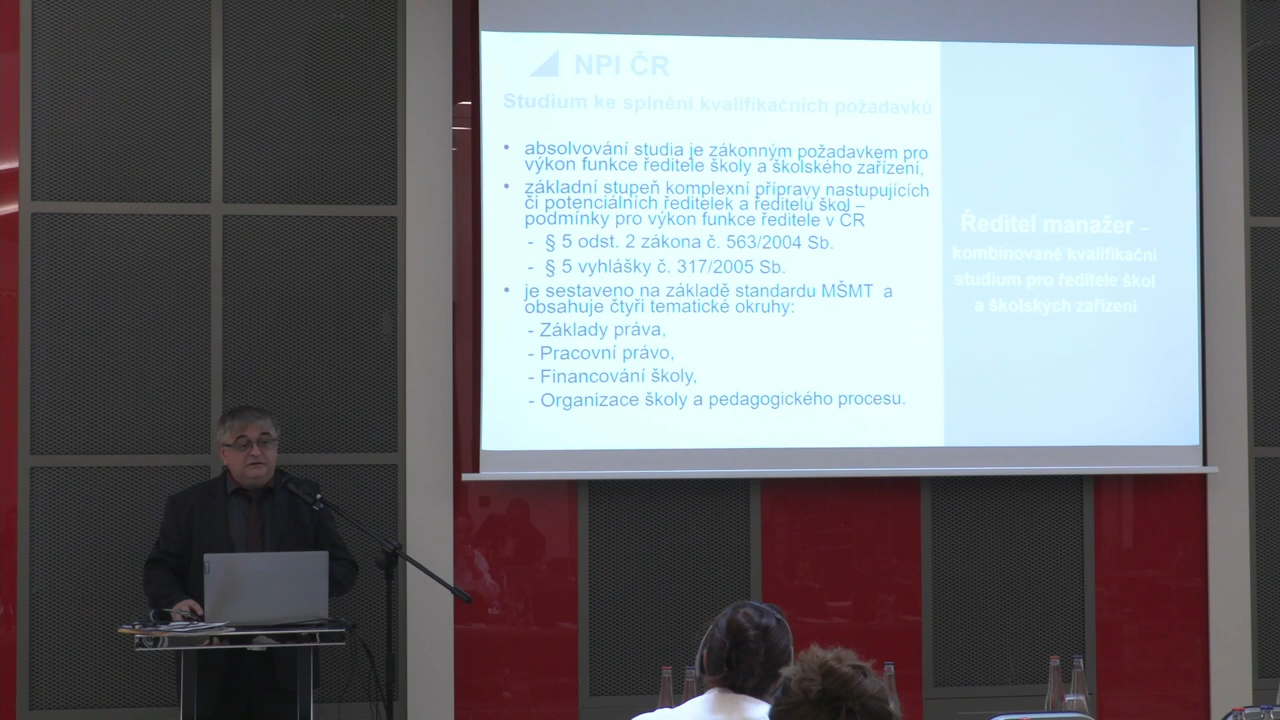 NPI ČR
Studium ke splnění kvalifikačních požadavků
• absolvování studia je zákonným požadavkem pro
výkon funkce ředitele školy a školského zařízení,
• základní stupeň komplexní přípravy nastupujících
či potenciálních ředitelek a ředitelů škol –
podmínky pro výkon funkce ředitele v ČR
- § 5 odst. 2 zákona č. 563/2004 Sb.
- § 5 vyhlášky č. 317/2005 Sb.
• je sestaveno na základě standardu MŠMT a
obsahuje čtyři tematické okruhy:
- Základy práva,
- Pracovní právo,
- Financování školy,
- Organizace školy a pedagogického procesu.
Ředitel manažer –
kombinované kvalifikační
studium pro ředitele škol
a školských zařízení